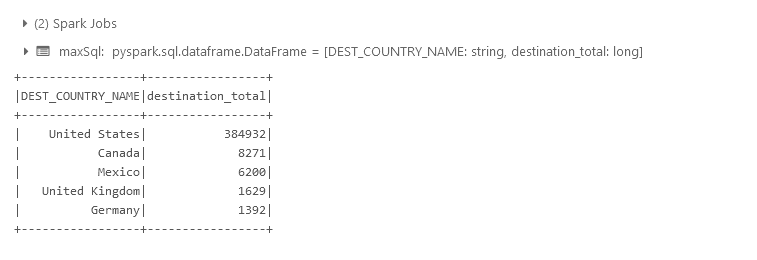 (2) Spark Jobs
maxSql: pyspark.sql.dataframe.DataFrame = [DEST_COUNTRY_NAME: string, destination_total: long]
+-----------------+-----------------+
|DEST_COUNTRY_NAME|destination_total|
+-----------------+-----------------+
|    United States|           384932|
|           Canada|             8271|
|           Mexico|             6200|
|   United Kingdom|             1629|
|          Germany|             1392|
+-----------------+-----------------+